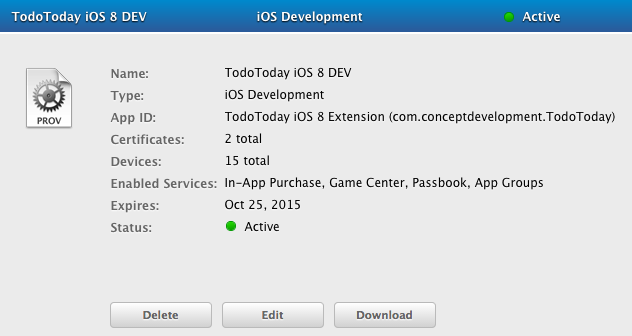 TodoToday iOS 8 DEV iOS Development Active
PROV
Name: TodoToday iOS 8 DEV
Type: iOS Development
App ID: TodoToday iOS 8 Extension (com.conceptdevelopment.TodoToday)
Certificates: 2 total
Devices: 15 total
Enabled Services: In-App Purchase, Game Center, Passbook, App Groups
Expires: Oct 25, 2015
Status: Active
Delete Edit Download